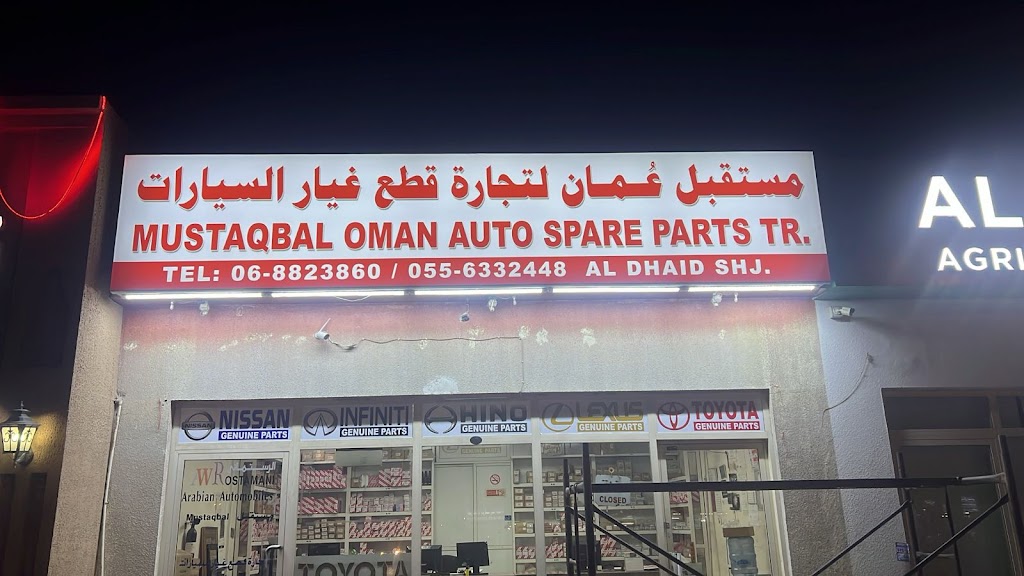 مستقبل عُمان لتجارة قطع غيار السيارات
MUSTAQBAL OMAN AUTO SPARE PARTS TR.
TEL: 06-8823860 / 055-6332448 AL DHAID SHJ.
AL
AGRI
NISSAN
GENUINE PARTS
INFINITI
GENUINE PARTS
HINO
GENUINE PARTS
LEXUS
GENUINE PARTS
TOYOTA
GENUINE PARTS
WROSTAMANI
Arabian Automobiles
Mustaqbal
CLOSED
TOYOTA